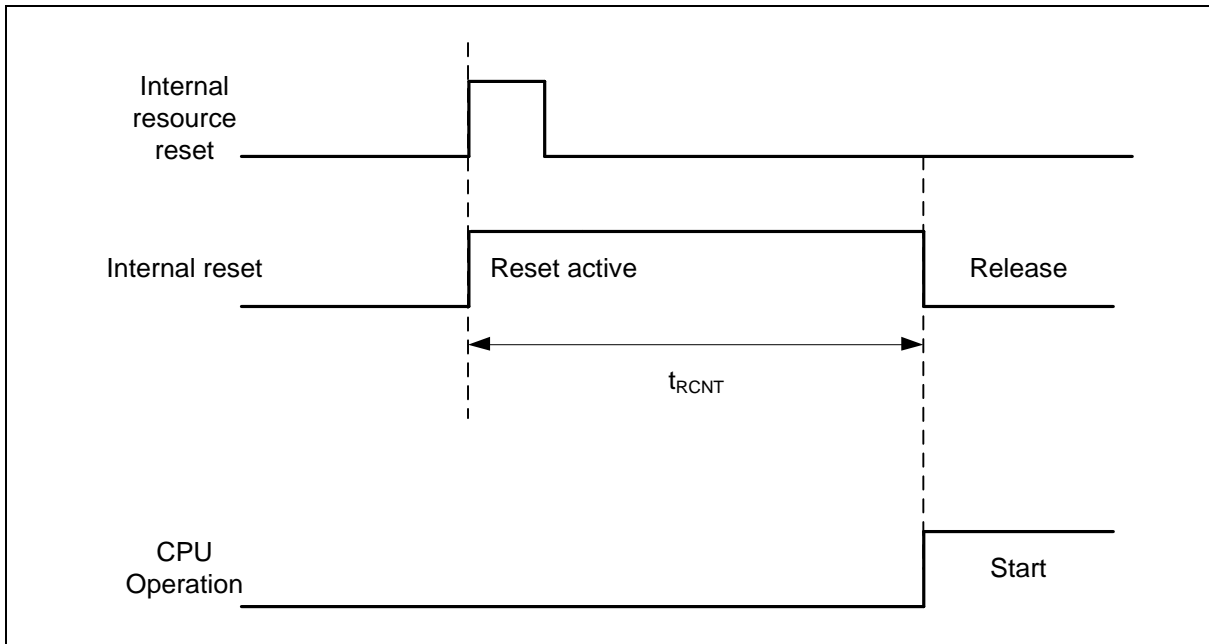 Internal
resource
reset
Internal reset
Reset active
Release
tRCNT
CPU
Operation
Start